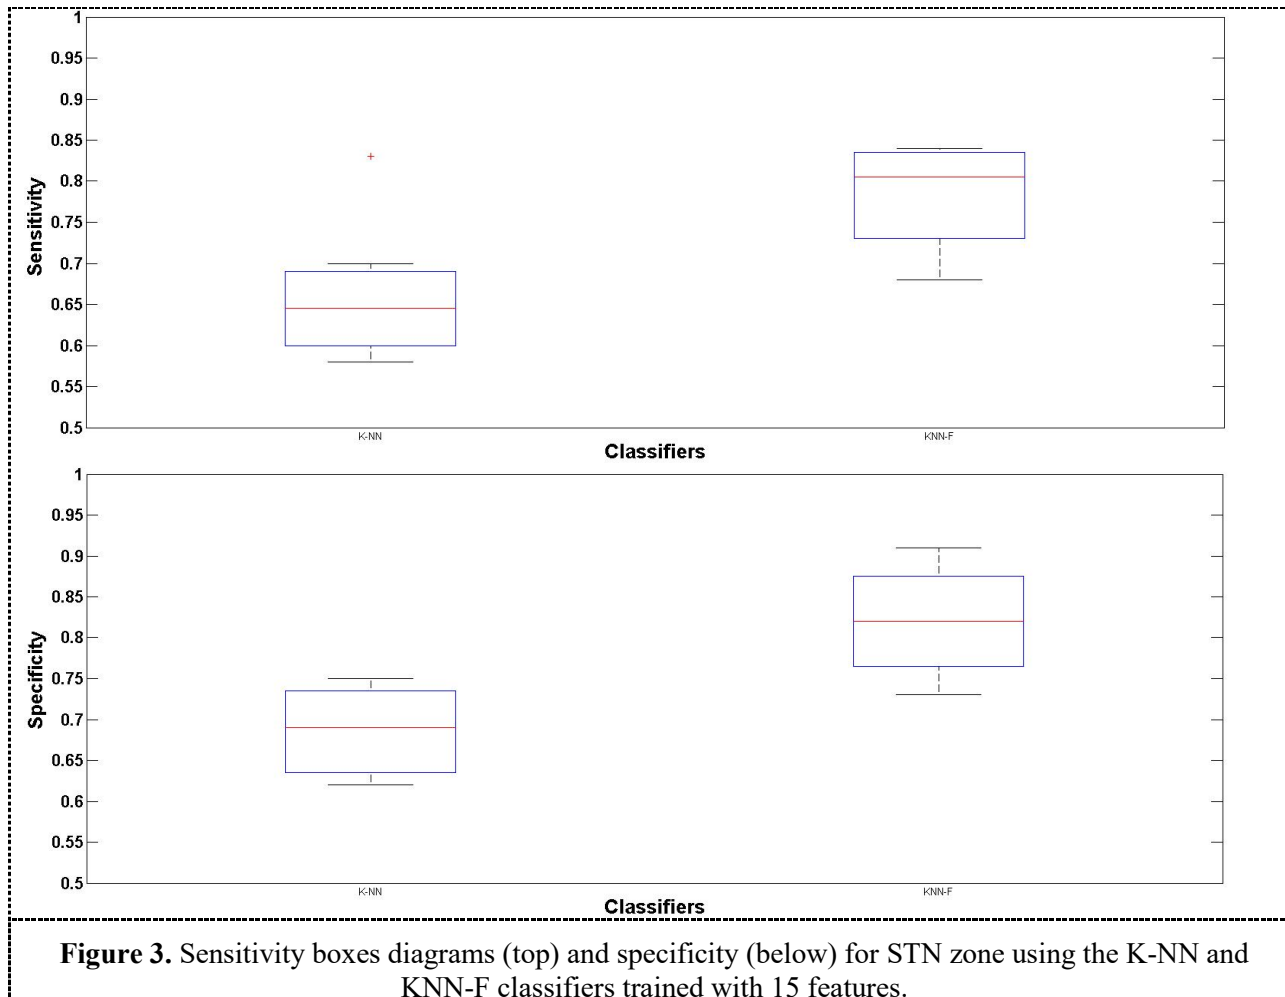 1
0.95
0.9
0.85
0.8
0.75
0.7
0.65
0.6
0.55
0.5
Sensitivity
K-NN
KNN-F
Classifiers
1
0.95
0.9
0.85
0.8
0.75
0.7
0.65
0.6
0.55
0.5
Specificity
K-NN
KNN-F
Classifiers
Figure 3. Sensitivity boxes diagrams (top) and specificity (below) for STN zone using the K-NN and
KNN-F classifiers trained with 15 features.